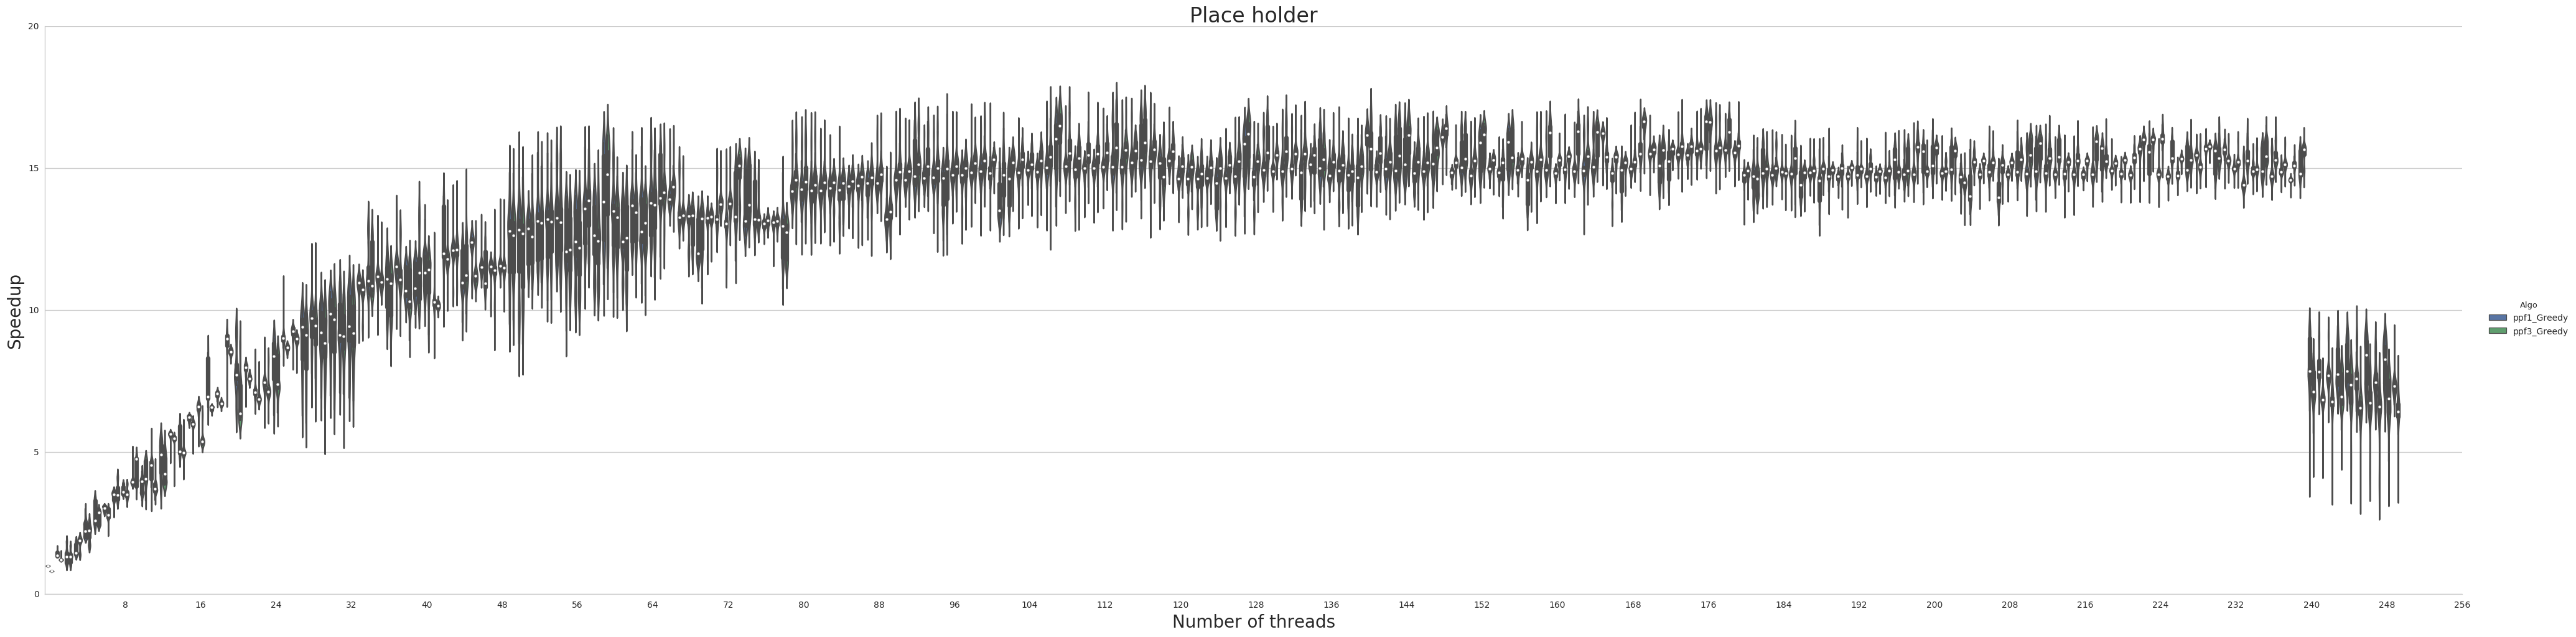 Place holder
20
15
10
5
0
Speedup
8 16 24 32 40 48 56 64 72 80 88 96 104 112 120 128 136 144 152 160 168 176 184 192 200 208 216 224 232 240 248 256
Number of threads
Algo
ppf1_Greedy
ppf3_Greedy